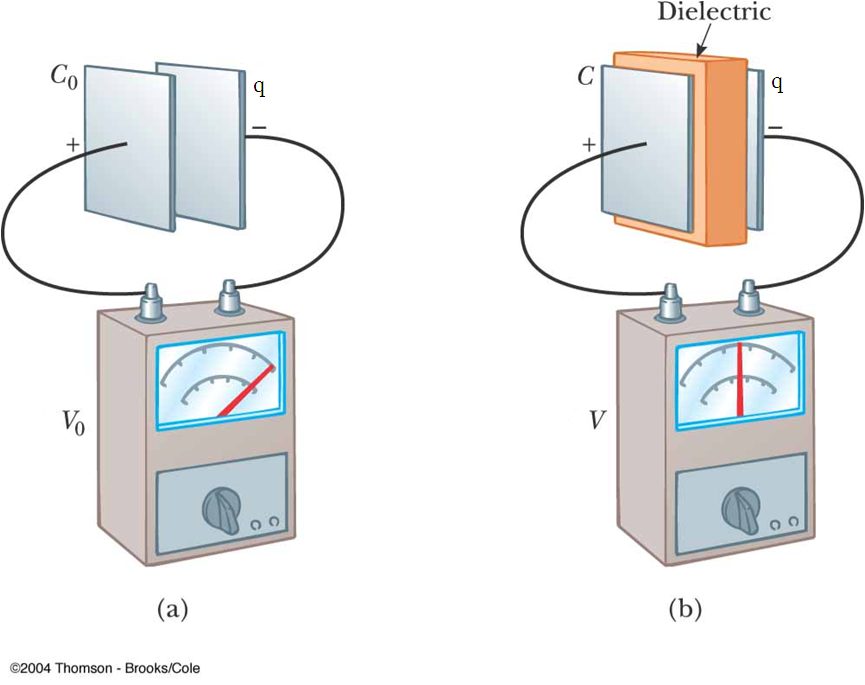 Dielectric
C₀
q
+
–
C
q
+
–
V₀
V
(a)
(b)
©2004 Thomson - Brooks/Cole